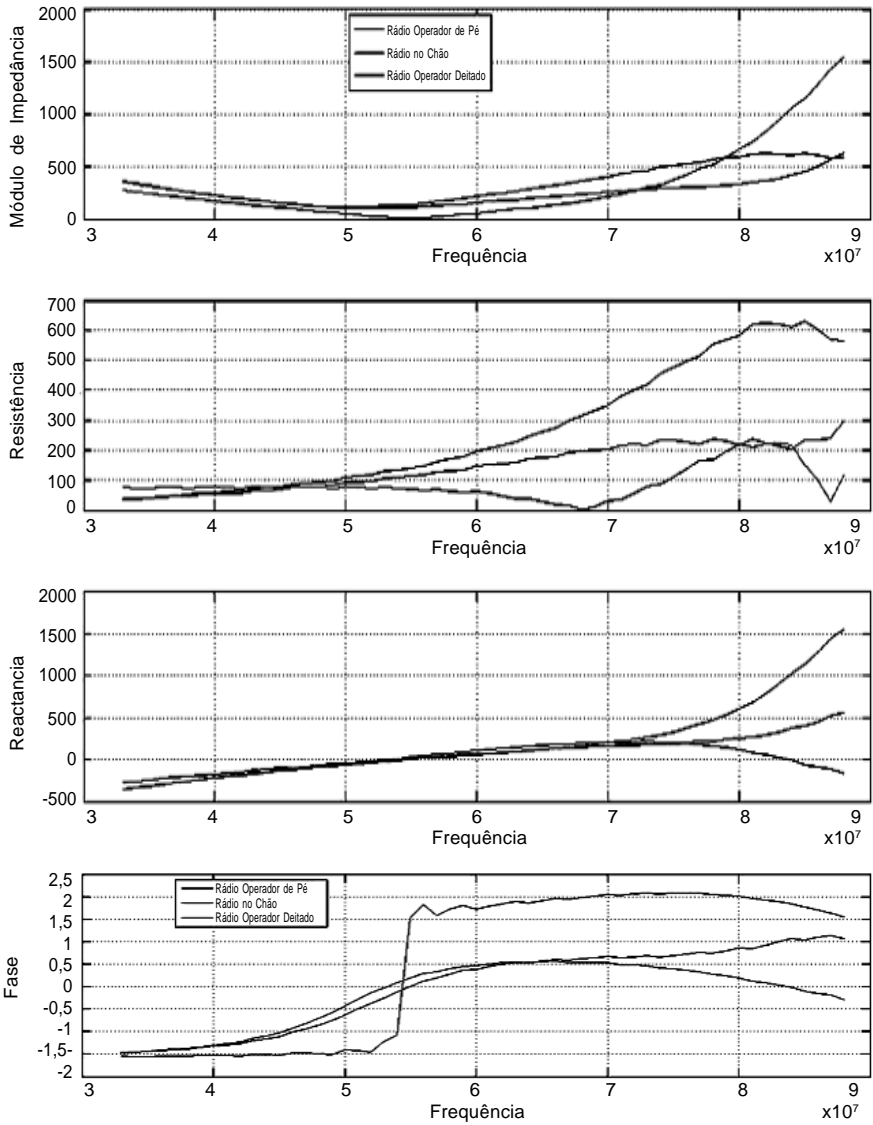 2000
1500
1000
500
0
Módulo de Impedância
Rádio Operador de Pé
Rádio no Chão
Rádio Operador Deitado
3 4 5 6 7 8 9
Frequência
x10⁷
700
600
500
400
300
200
100
0
Resistência
3 4 5 6 7 8 9
Frequência
x10⁷
2000
1500
1000
500
0
-500
Reactancia
3 4 5 6 7 8 9
Frequência
x10⁷
2,5
2
1,5
1
0,5
0
-0,5
-1
-1,5-
-2
Fase
Rádio Operador de Pé
Rádio no Chão
Rádio Operador Deitado
3 4 5 6 7 8 9
Frequência
x10⁷